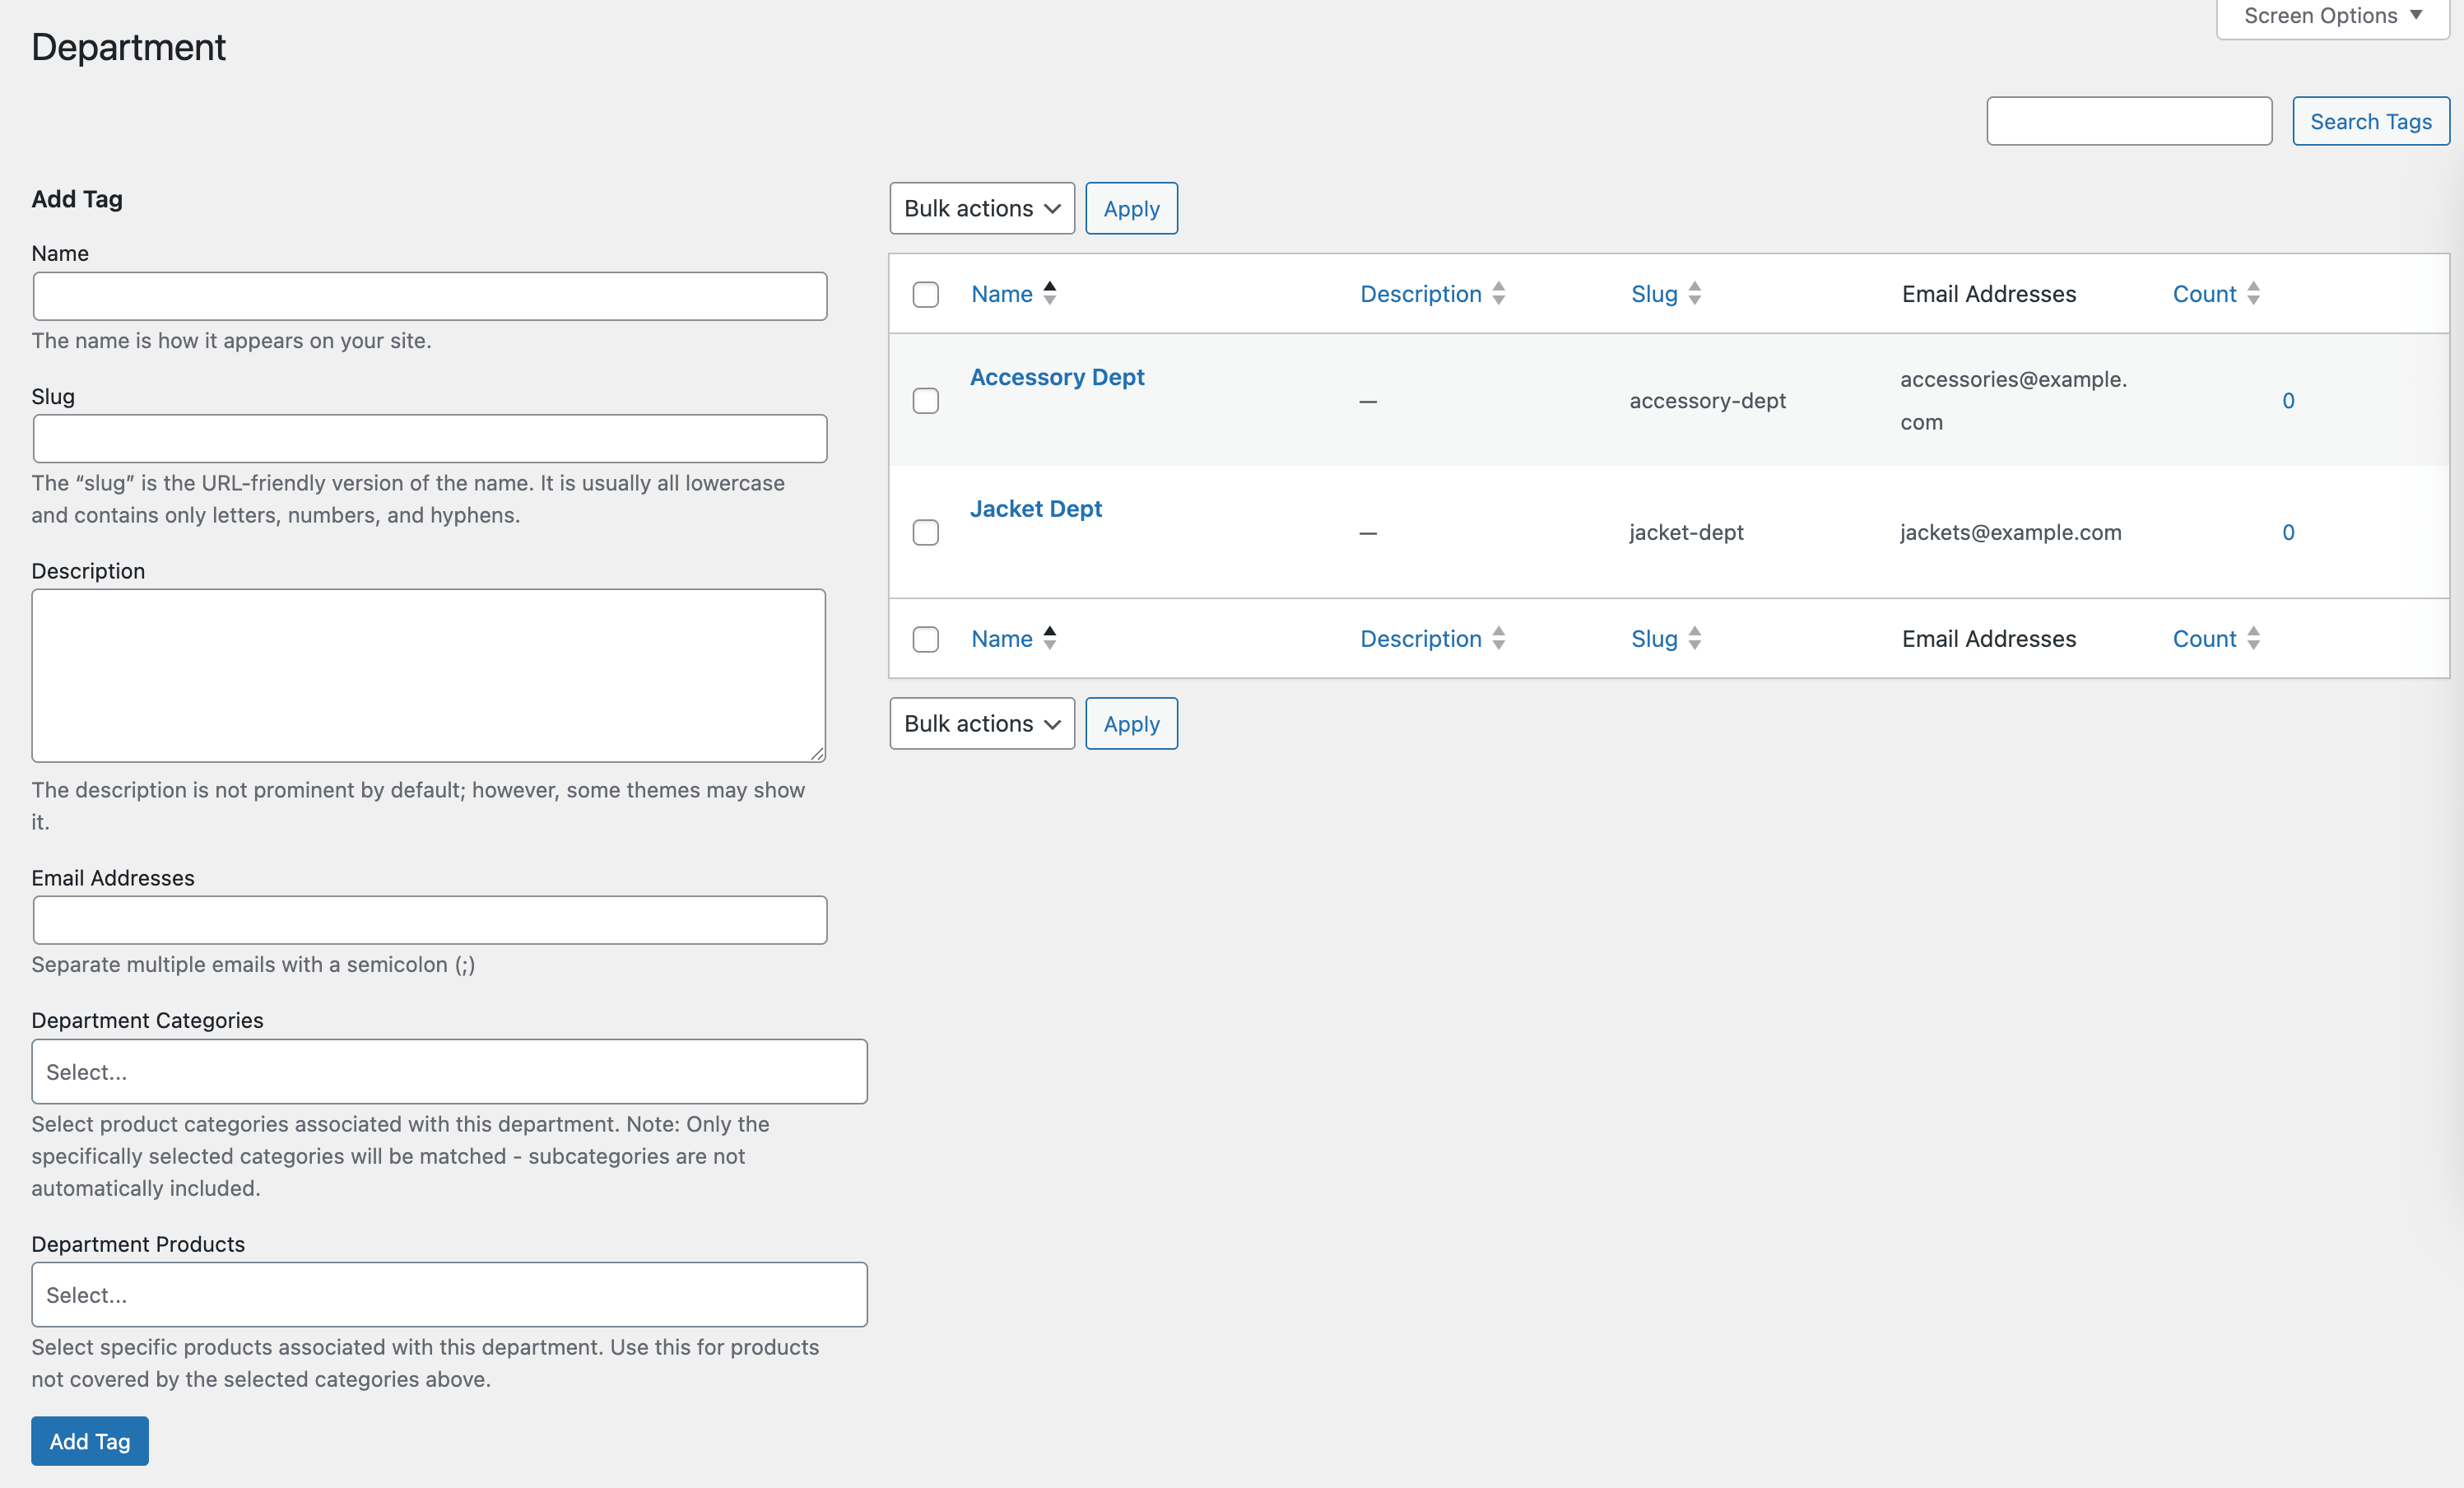 Screen Options ▼
Department
Search Tags
Add Tag
Name
The name is how it appears on your site.
Slug
The “slug” is the URL-friendly version of the name. It is usually all lowercase
and contains only letters, numbers, and hyphens.
Description
The description is not prominent by default; however, some themes may show
it.
Email Addresses
Separate multiple emails with a semicolon (;)
Department Categories
Select...
Select product categories associated with this department. Note: Only the
specifically selected categories will be matched - subcategories are not
automatically included.
Department Products
Select...
Select specific products associated with this department. Use this for products
not covered by the selected categories above.
Add Tag
Bulk actions Apply
Name Description Slug Email Addresses Count
Accessory Dept — accessory-dept accessories@example. 0
com
Jacket Dept — jacket-dept jackets@example.com 0
Name Description Slug Email Addresses Count
Bulk actions Apply